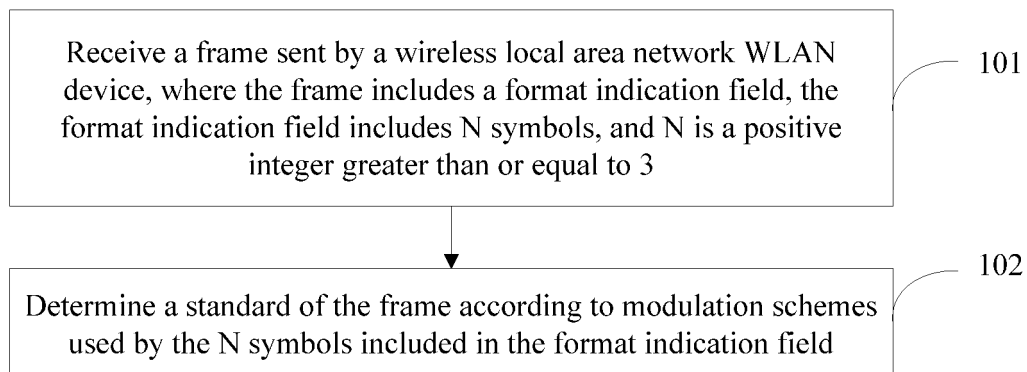 Receive a frame sent by a wireless local area network WLAN
device, where the frame includes a format indication field, the
format indication field includes N symbols, and N is a positive
integer greater than or equal to 3
101
Determine a standard of the frame according to modulation schemes
used by the N symbols included in the format indication field
102